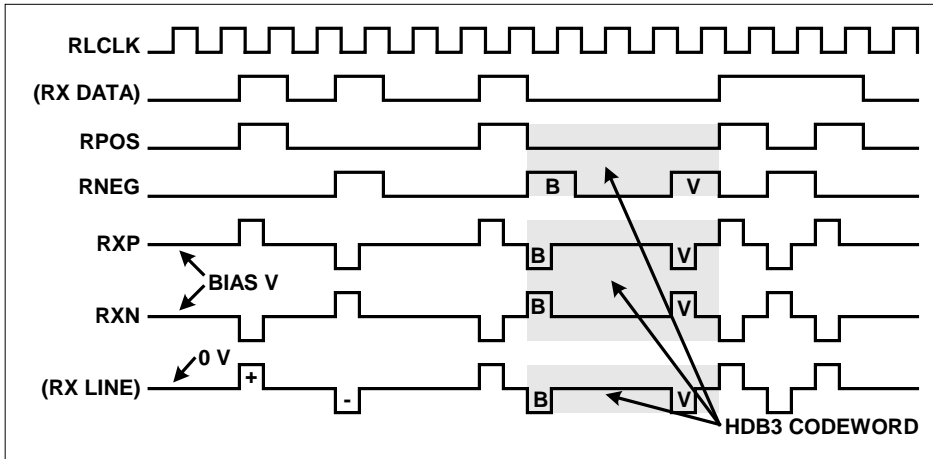 RLCLK
(RX DATA)
RPOS
RNEG
B V
RXP
B V
BIAS V
RXN
B V
0 V
(RX LINE)
+
-
B V
HDB3 CODEWORD